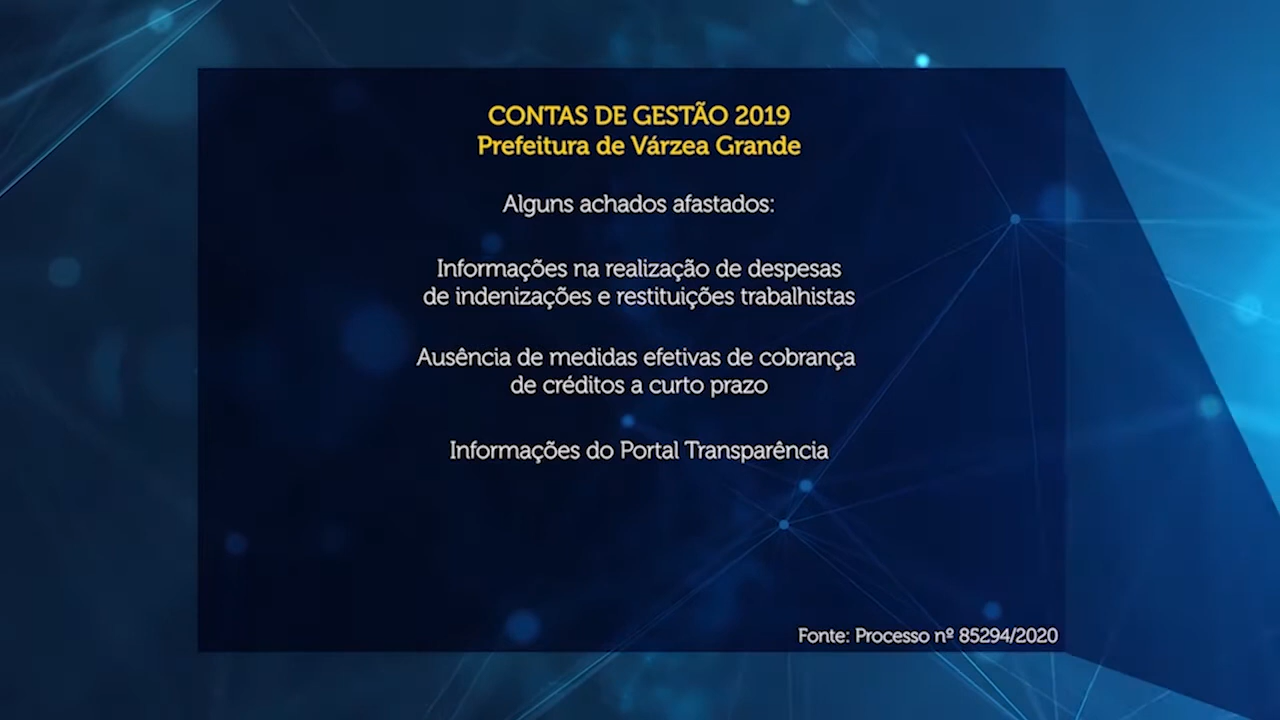 CONTAS DE GESTÃO 2019
Prefeitura de Várzea Grande
Alguns achados afastados:
Informações na realização de despesas
de indenizações e restituições trabalhistas
Ausência de medidas efetivas de cobrança
de créditos a curto prazo
Informações do Portal Transparência
Fonte: Processo nº 85294/2020